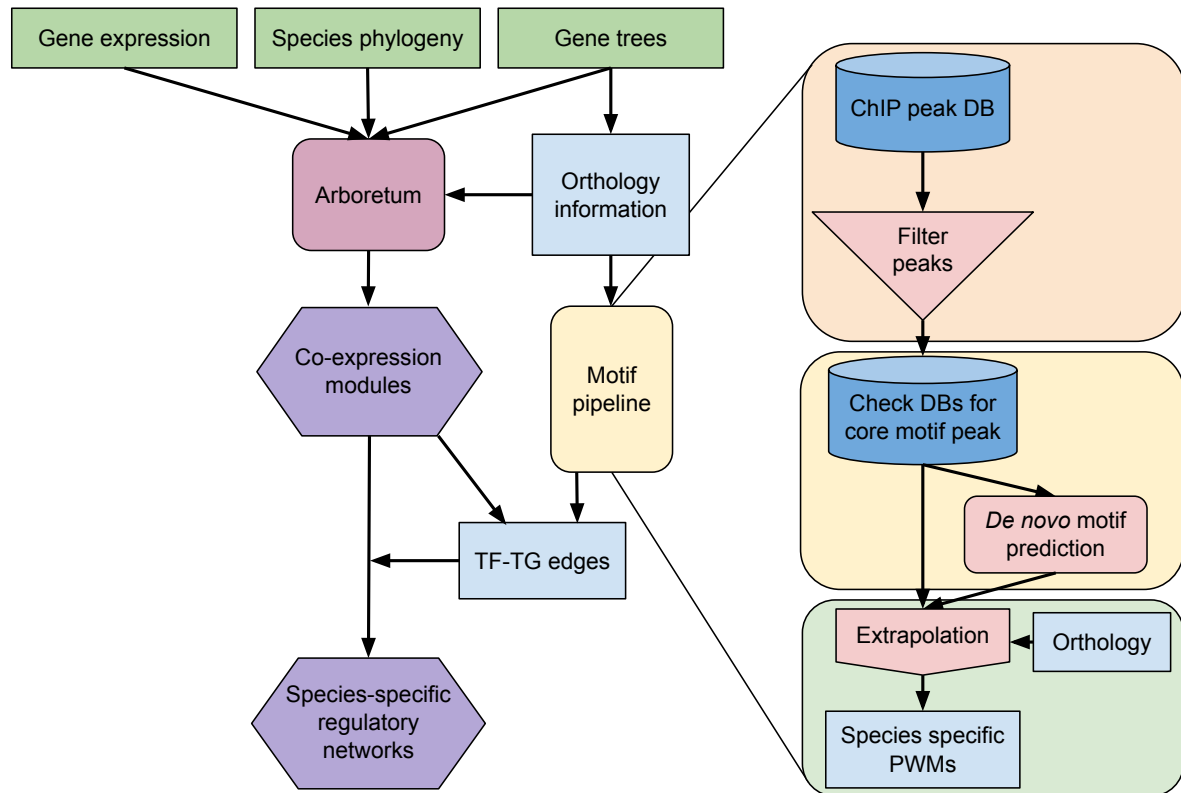 Gene expression
Species phylogeny
Gene trees
Arboretum
Orthology
information
Co-expression
modules
Motif
pipeline
TF-TG edges
Species-specific
regulatory
networks
ChIP peak DB
Filter
peaks
Check DBs for
core motif peak
De novo motif
prediction
Extrapolation
Orthology
Species specific
PWMs